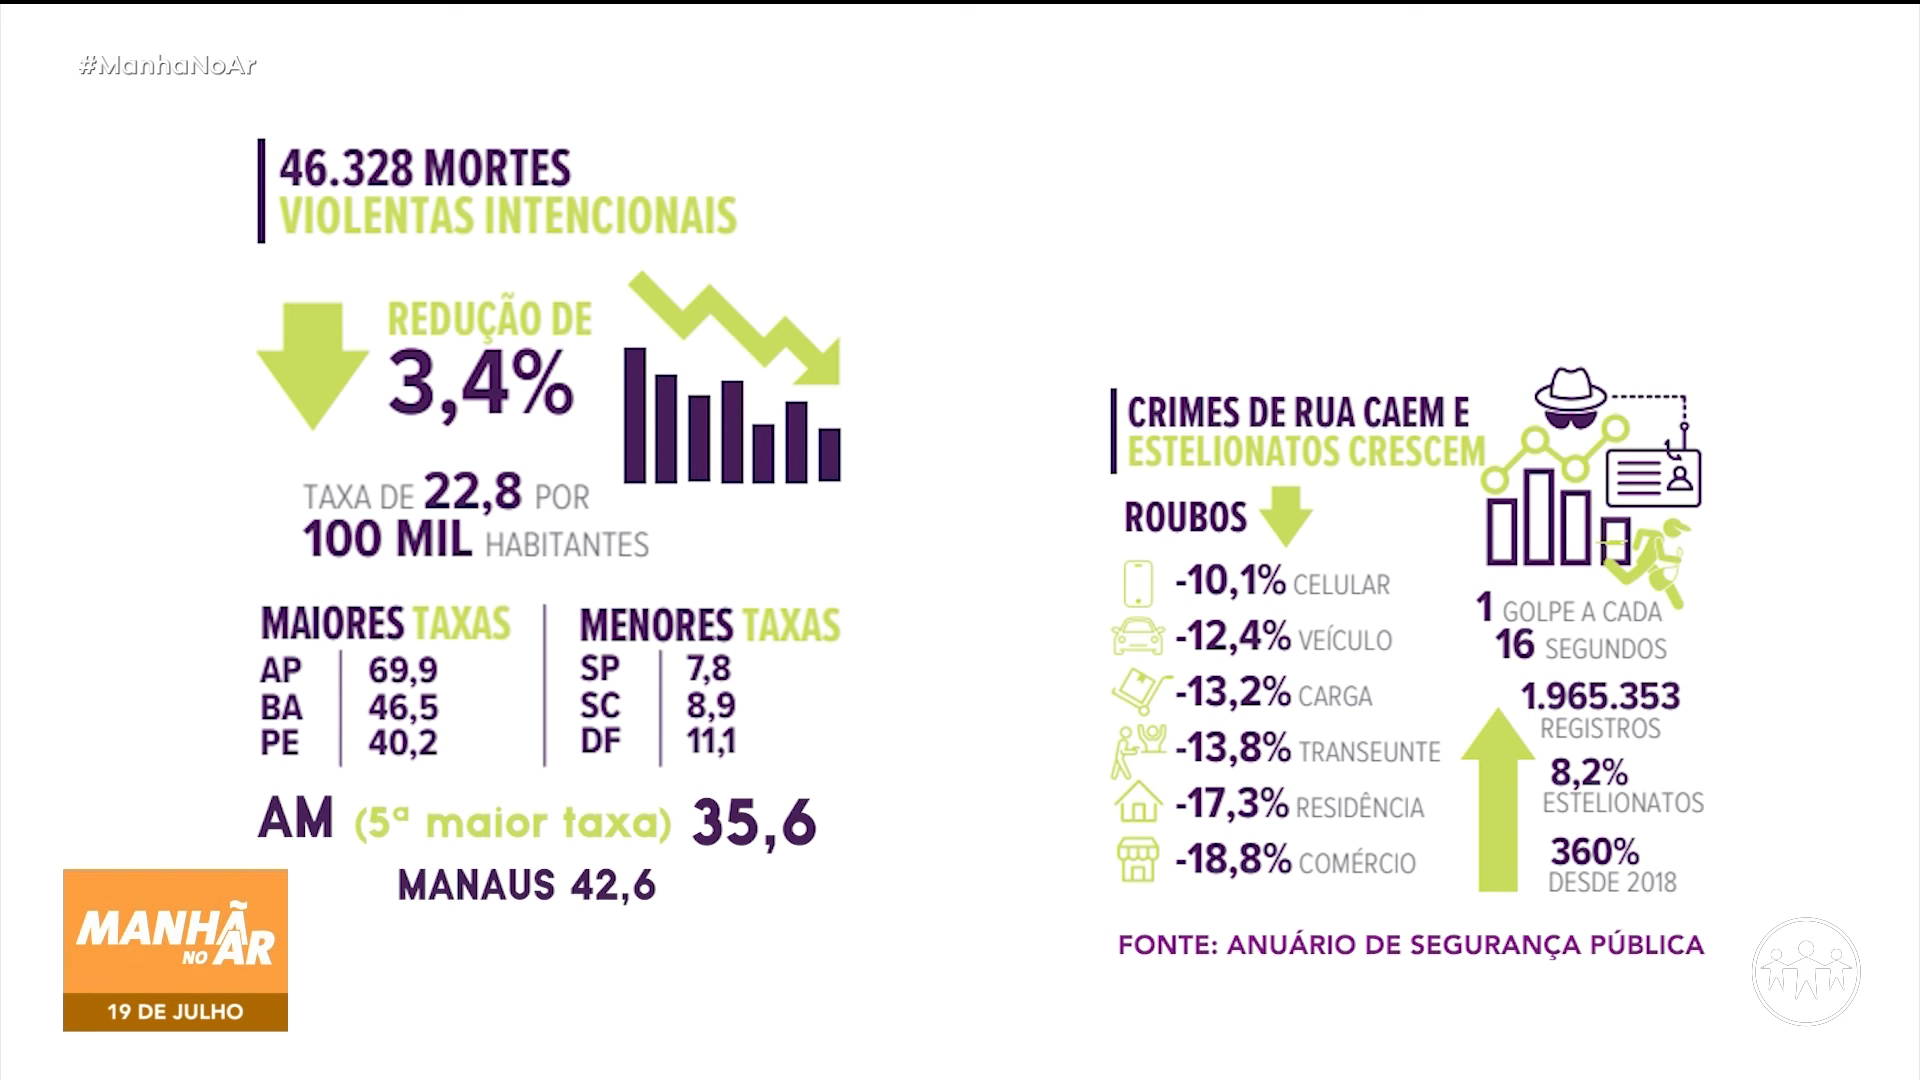 #ManhaNoAr
46.328 MORTES
VIOLENTAS INTENCIONAIS
REDUÇÃO DE
3,4%
TAXA DE 22,8 POR
100 MIL HABITANTES
MAIORES TAXAS
AP 69,9
BA 46,5
PE 40,2
MENORES TAXAS
SP 7,8
SC 8,9
DF 11,1
AM (5ª maior taxa) 35,6
MANAUS 42,6
CRIMES DE RUA CAEM E
ESTELIONATOS CRESCEM
ROUBOS
-10,1% CELULAR
-12,4% VEÍCULO
-13,2% CARGA
-13,8% TRANSEUNTE
-17,3% RESIDÊNCIA
-18,8% COMÉRCIO
1 GOLPE A CADA
16 SEGUNDOS
1.965.353
REGISTROS
8,2%
ESTELIONATOS
360%
DESDE 2018
FONTE: ANUÁRIO DE SEGURANÇA PÚBLICA
MANHÃ
NO AR
19 DE JULHO